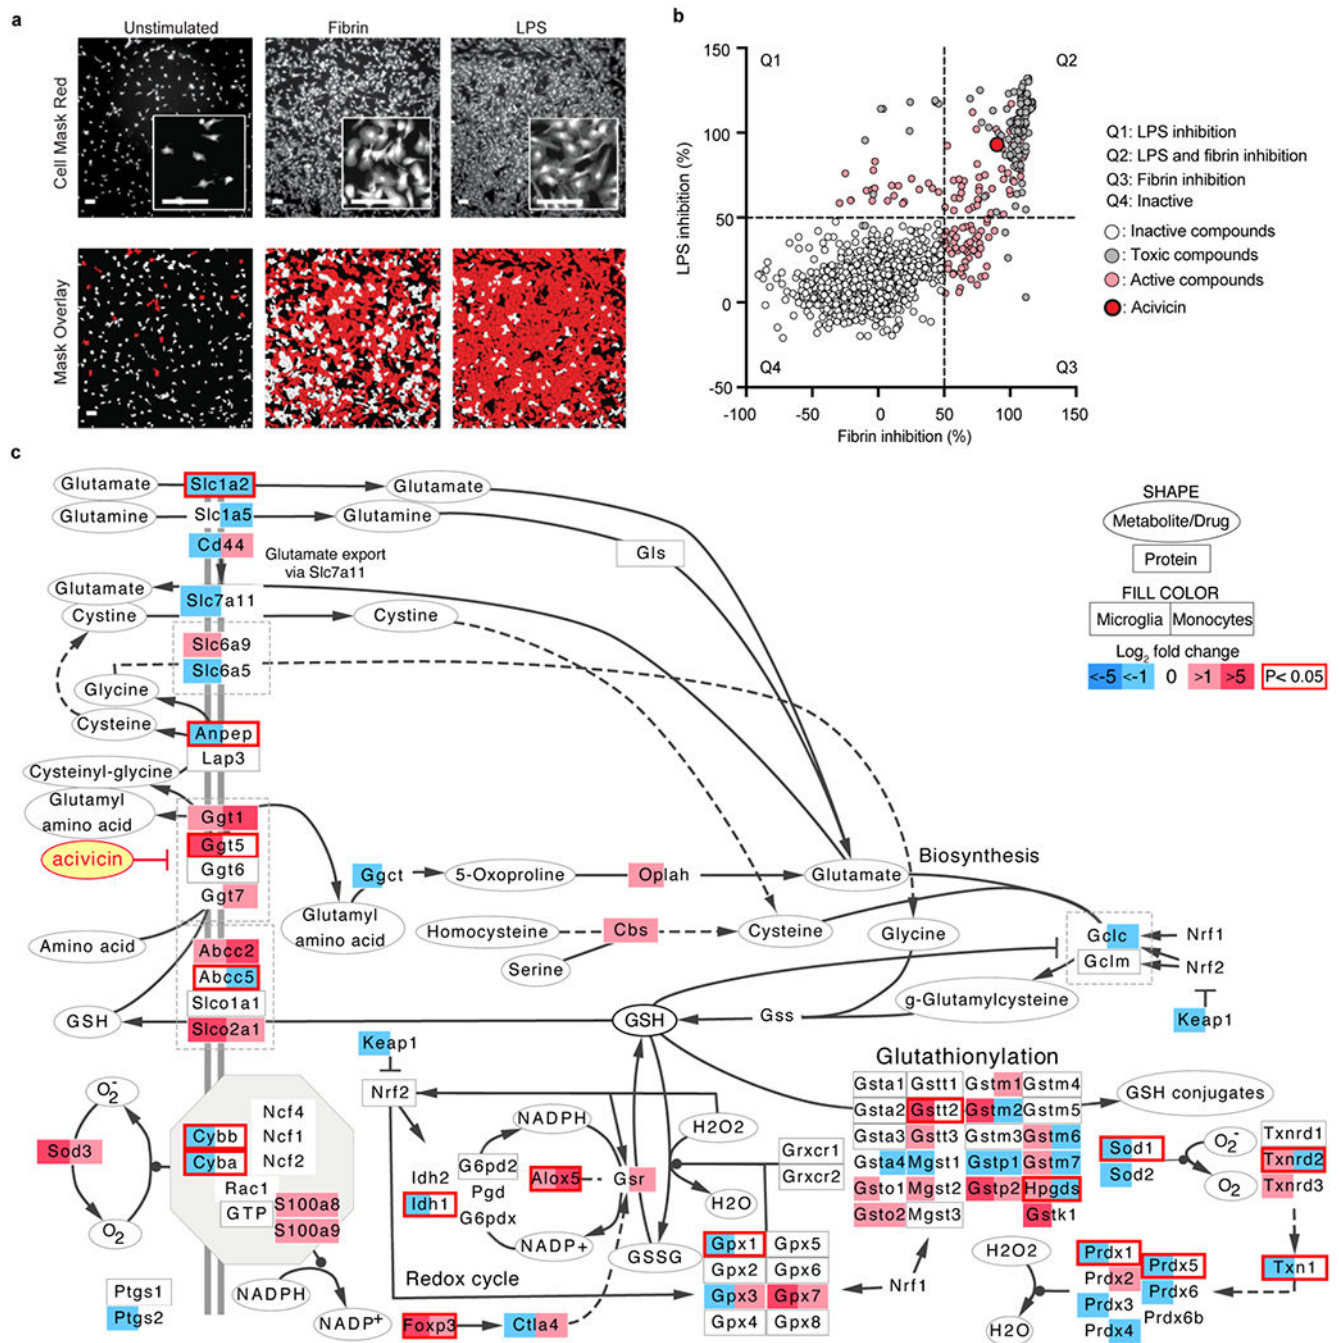 a
Unstimulated
Fibrin
LPS
Cell Mask Red
Mask Overlay
b
150
100
50
0
-50
LPS inhibition (%)
Q1
Q2
Q4
Q3
-100
-50
0
50
100
150
Fibrin inhibition (%)
Q1: LPS inhibition
Q2: LPS and fibrin inhibition
Q3: Fibrin inhibition
Q4: Inactive
: Inactive compounds
: Toxic compounds
: Active compounds
: Acivicin
c
Glutamate
Slc1a2
Glutamate
Glutamine
Slc1a5
Glutamine
Cd44
Glutamate export
via Slc7a11
Gls
Glutamate
Slc7a11
Cystine
Cystine
Slc6a9
Slc6a5
Glycine
Cysteine
Anpep
Lap3
Cysteinyl-glycine
Glutamyl
amino acid
Ggt1
Ggt5
acivicin
Ggt6
Ggt7
Ggct
5-Oxoproline
Oplah
Glutamate
Biosynthesis
Glutamyl
amino acid
Homocysteine
Cbs
Cysteine
Glycine
Serine
Gclc
Gclm
Nrf1
Nrf2
Keap1
g-Glutamylcysteine
Gss
GSH
Amino acid
Abcc2
Abcc5
Slco1a1
Slco2a1
GSH
SHAPE
Metabolite/Drug
Protein
FILL COLOR
Microglia
Monocytes
Log2 fold change
<-5
<-1
0
>1
>5
P< 0.05
O2-
Sod3
O2
Cybb
Cyba
Ncf4
Ncf1
Ncf2
Rac1
GTP
S100a8
S100a9
NADPH
NADP+
Ptgs1
Ptgs2
Keap1
Nrf2
Idh2
Idh1
NADPH
G6pd2
Pgd
G6pdx
NADP+
Alox5
Gsr
GSSG
H2O2
H2O
Grxcr1
Grxcr2
Redox cycle
Foxp3
Ctla4
Gpx1
Gpx5
Gpx2
Gpx6
Gpx3
Gpx7
Gpx4
Gpx8
Nrf1
Glutathionylation
Gsta1
Gstt1
Gstm1
Gstm4
Gsta2
Gstt2
Gstm2
Gstm5
Gsta3
Gstt3
Gstm3
Gstm6
Gsta4
Mgst1
Gstp1
Gstm7
Gsto1
Mgst2
Gstp2
Hpgds
Gsto2
Mgst3
Gstk1
GSH conjugates
Sod1
Sod2
O2-
O2
Txnrd1
Txnrd2
Txnrd3
Txn1
H2O2
H2O
Prdx1
Prdx2
Prdx3
Prdx4
Prdx5
Prdx6
Prdx6b